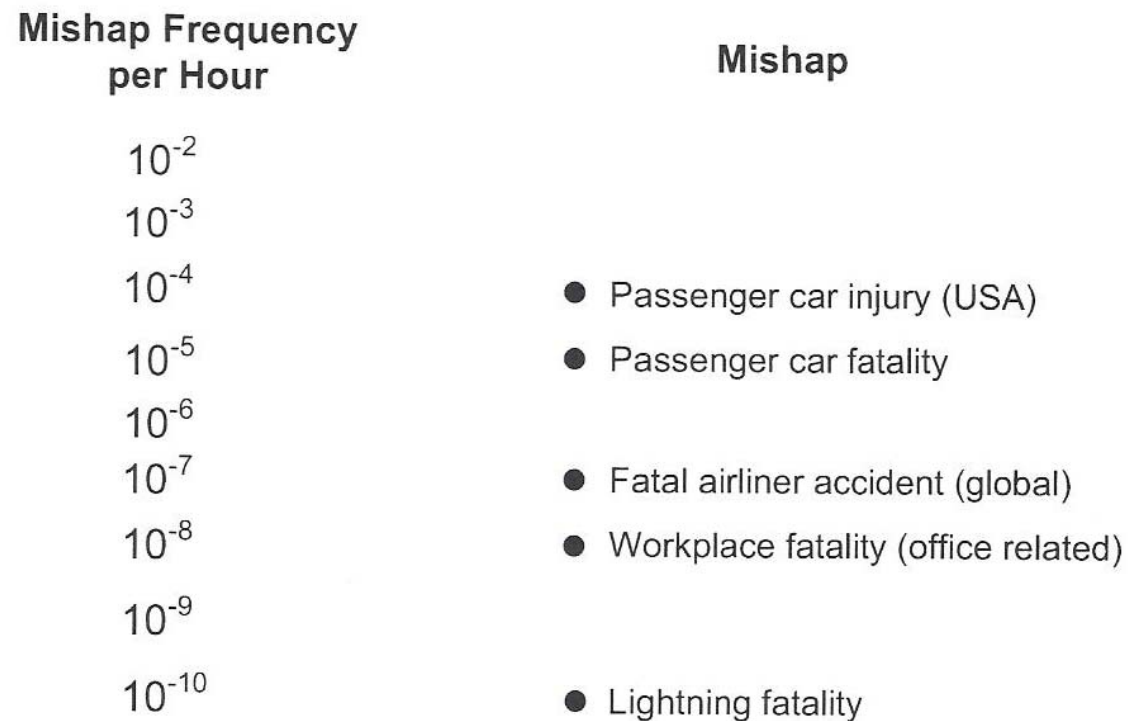 Mishap Frequency
per Hour
Mishap
10⁻²
10⁻³
10⁻⁴
● Passenger car injury (USA)
10⁻⁵
● Passenger car fatality
10⁻⁶
10⁻⁷
● Fatal airliner accident (global)
10⁻⁸
● Workplace fatality (office related)
10⁻⁹
10⁻¹⁰
● Lightning fatality